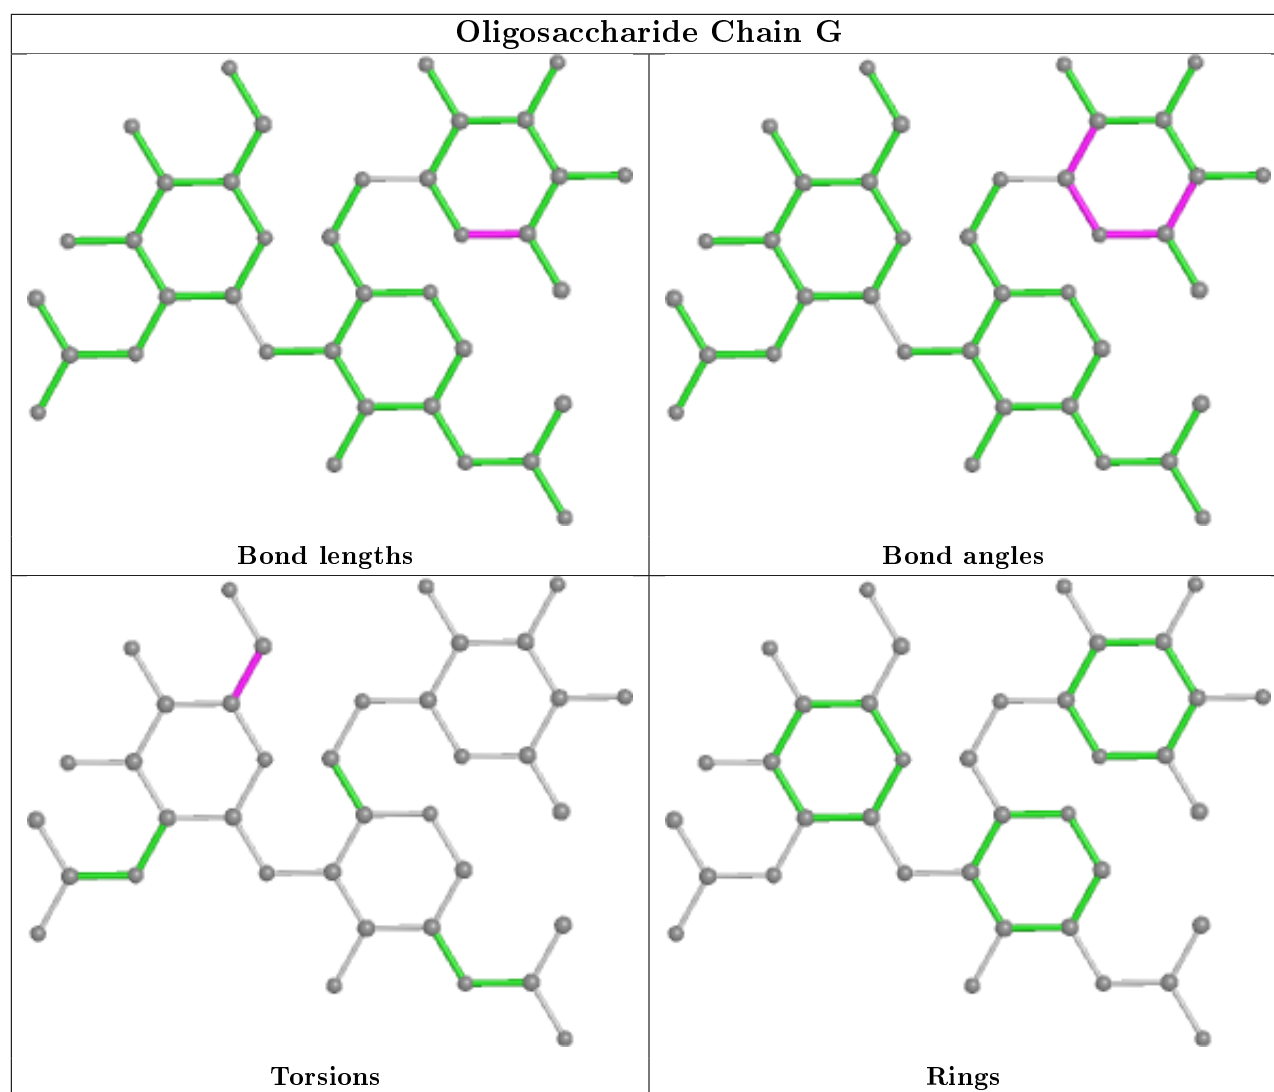 Oligosaccharide Chain G
Bond lengths
Bond angles
Torsions
Rings